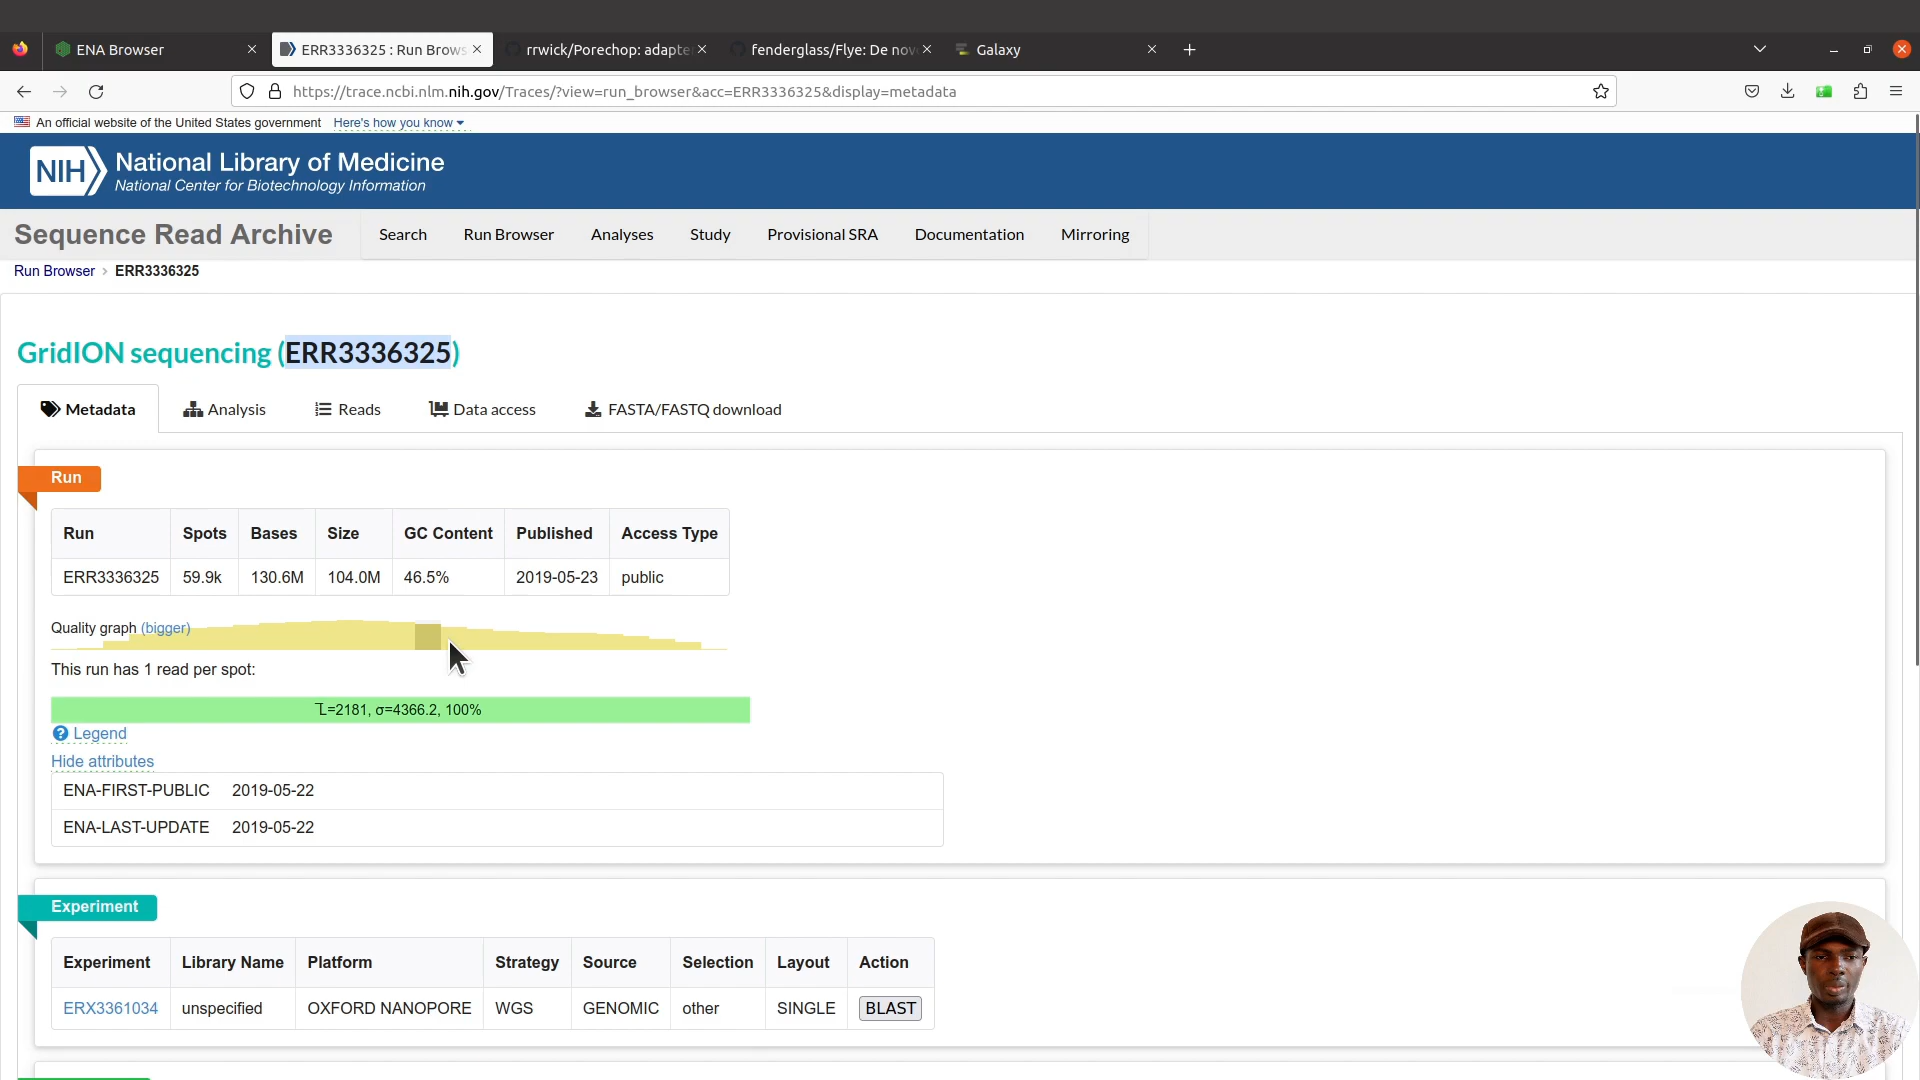 ENA Browser
ERR3336325 : Run Brows
rrwick/Porechop: adapte
fenderglass/Flye: De nov
Galaxy
https://trace.ncbi.nlm.nih.gov/Traces/?view=run_browser&acc=ERR3336325&display=metadata
An official website of the United States government Here's how you know
NIH National Library of Medicine
National Center for Biotechnology Information
Sequence Read Archive Search Run Browser Analyses Study Provisional SRA Documentation Mirroring
Run Browser › ERR3336325
GridION sequencing (ERR3336325)
Metadata Analysis Reads Data access FASTA/FASTQ download
Run
Run Spots Bases Size GC Content Published Access Type
ERR3336325 59.9k 130.6M 104.0M 46.5% 2019-05-23 public
Quality graph (bigger)
This run has 1 read per spot:
L̅=2181, σ=4366.2, 100%
Legend
Hide attributes
ENA-FIRST-PUBLIC 2019-05-22
ENA-LAST-UPDATE 2019-05-22
Experiment
Experiment Library Name Platform Strategy Source Selection Layout Action
ERX3361034 unspecified OXFORD NANOPORE WGS GENOMIC other SINGLE BLAST